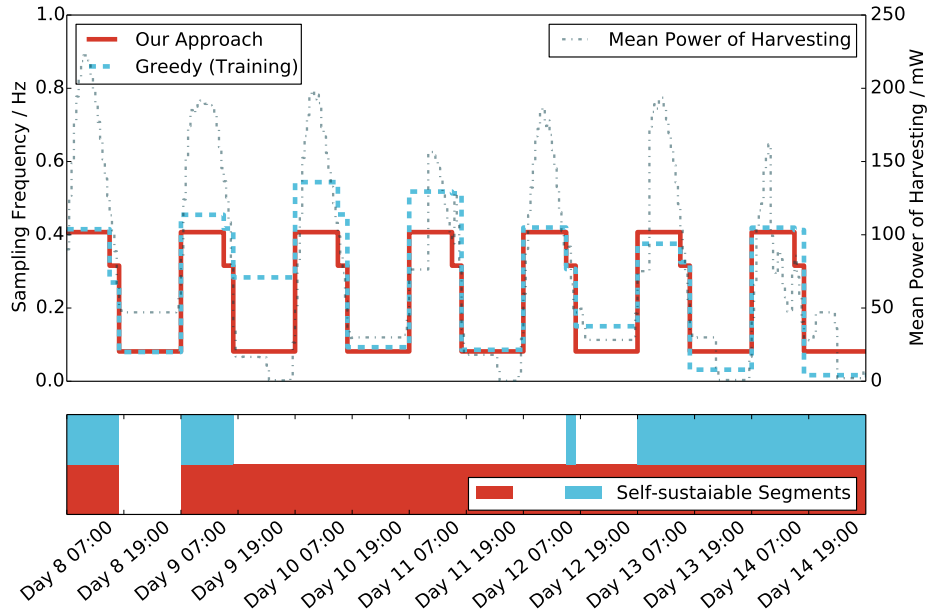 1.0
0.8
0.6
0.4
0.2
0.0
Sampling Frequency / Hz
Our Approach
Greedy (Training)
Mean Power of Harvesting
250
200
150
100
50
0
Mean Power of Harvesting / mW
Self-sustaiable Segments
Day 8 07:00
Day 8 19:00
Day 9 07:00
Day 9 19:00
Day 10 07:00
Day 10 19:00
Day 11 07:00
Day 11 19:00
Day 12 07:00
Day 12 19:00
Day 13 07:00
Day 13 19:00
Day 14 07:00
Day 14 19:00